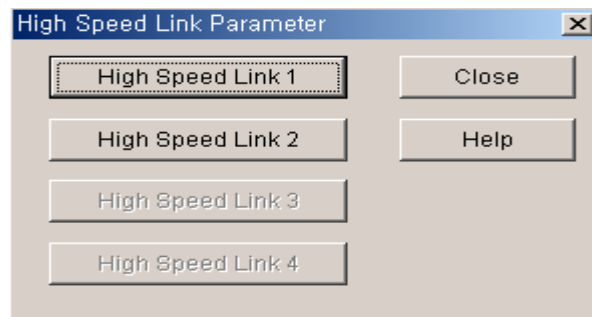 High Speed Link Parameter
High Speed Link 1
Close
High Speed Link 2
Help
High Speed Link 3
High Speed Link 4